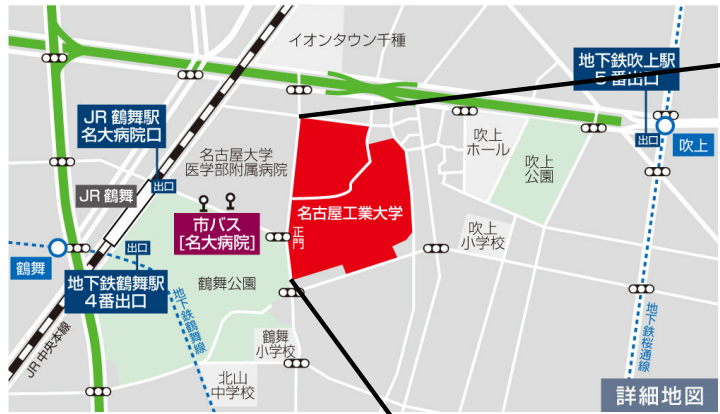 イオンタウン千種
地下鉄吹上駅
5番出口
JR 鶴舞駅
名大病院口
出口
吹上
名古屋大学
医学部附属病院
吹上
ホール
吹上
公園
出口
JR 鶴舞
市バス
[名大病院]
名古屋工業大学
正門
吹上
小学校
出口
鶴舞
地下鉄鶴舞駅
4番出口
鶴舞公園
地下鉄鶴舞線
地下鉄桜通線
JR 中央本線
鶴舞
小学校
北山
中学校
詳細地図